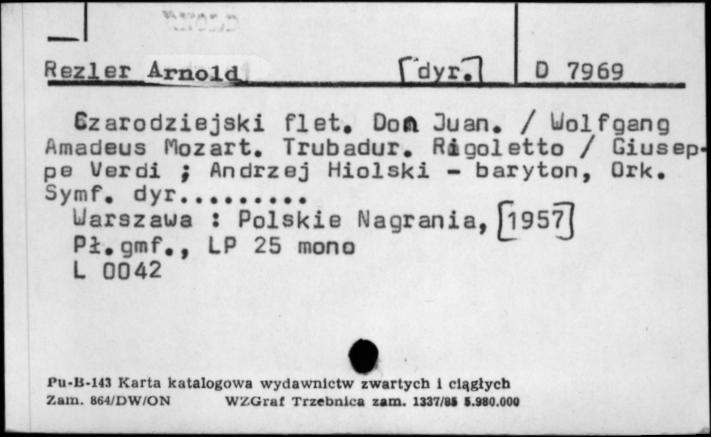 Rezler Arnold [dyr.] D 7969
Czarodziejski flet. Don Juan. / Wolfgang
Amadeus Mozart. Trubadur. Rigoletto / Giusep-
pe Verdi ; Andrzej Hiolski - baryton, Ork.
Symf. dyr..........
Warszawa : Polskie Nagrania, [1957]
Pł.gmf., LP 25 mono
L 0042
Pu-B-143 Karta katalogowa wydawnictw zwartych i ciągłych
Zam. 864/DW/ON WZGraf Trzebnica zam. 1337/85 5.980.000